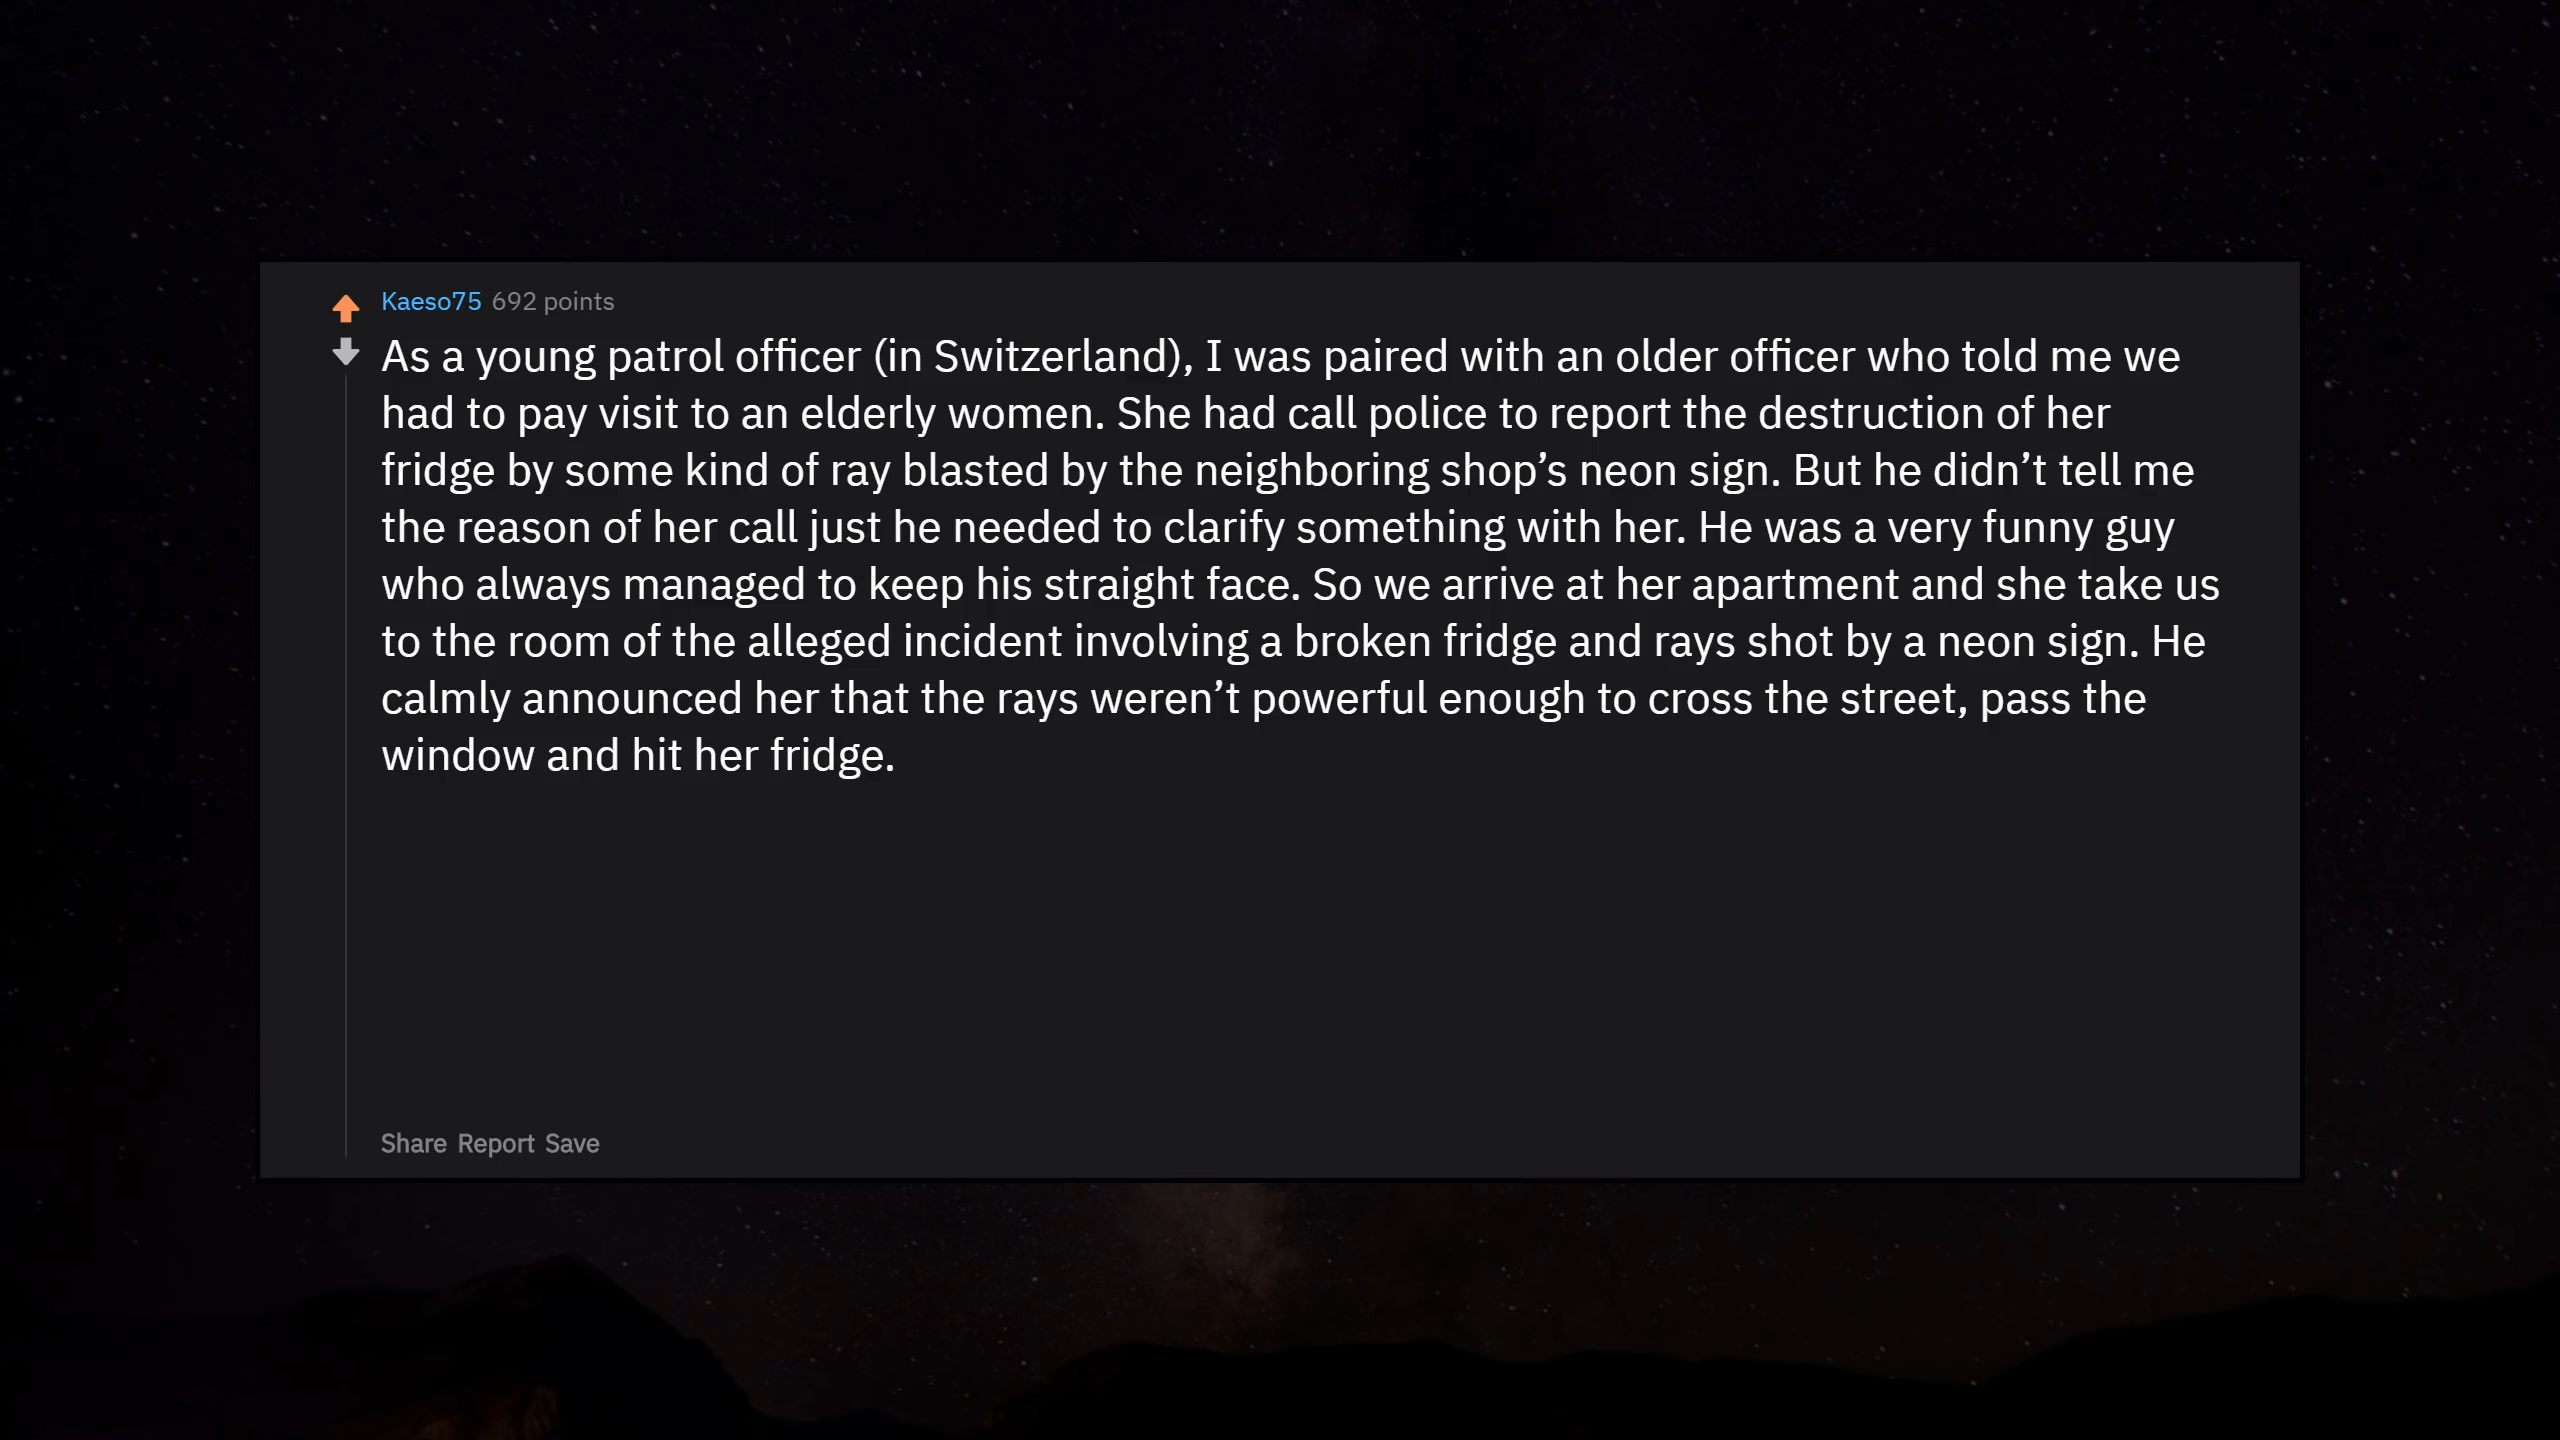 Kaeso75 692 points
As a young patrol officer (in Switzerland), I was paired with an older officer who told me we
had to pay visit to an elderly women. She had call police to report the destruction of her
fridge by some kind of ray blasted by the neighboring shop’s neon sign. But he didn’t tell me
the reason of her call just he needed to clarify something with her. He was a very funny guy
who always managed to keep his straight face. So we arrive at her apartment and she take us
to the room of the alleged incident involving a broken fridge and rays shot by a neon sign. He
calmly announced her that the rays weren’t powerful enough to cross the street, pass the
window and hit her fridge.
Share Report Save